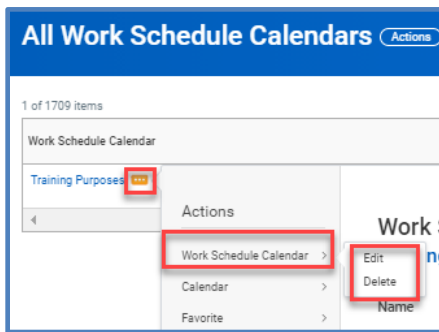 All Work Schedule Calendars Actions
1 of 1709 items
Work Schedule Calendar
Training Purposes
Actions
Work Schedule Calendar
Calendar
Favorite
Work
Edit
Delete
Name